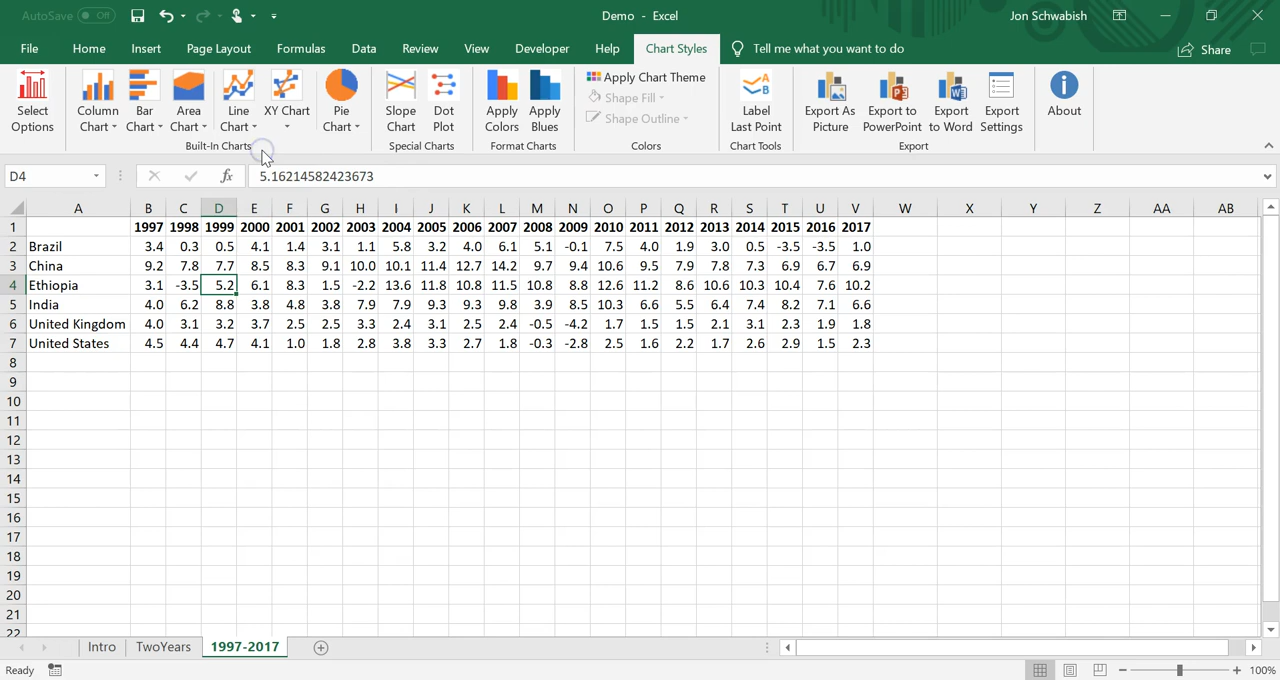 AutoSave Off Demo - Excel Jon Schwabish
File Home Insert Page Layout Formulas Data Review View Developer Help Chart Styles Tell me what you want to do Share
Select Options
Column Chart
Bar Chart
Area Chart
Line Chart
XY Chart
Pie Chart
Built-In Charts
Slope Chart
Dot Plot
Special Charts
Apply Colors
Apply Blues
Format Charts
Apply Chart Theme
Shape Fill
Shape Outline
Colors
Label Last Point
Chart Tools
Export As Picture
Export to PowerPoint
Export to Word
Export Settings
Export
About
D4 fx 5.16214582423673
A B C D E F G H I J K L M N O P Q R S T U V W X Y Z AA AB
1 1997 1998 1999 2000 2001 2002 2003 2004 2005 2006 2007 2008 2009 2010 2011 2012 2013 2014 2015 2016 2017
2 Brazil 3.4 0.3 0.5 4.1 1.4 3.1 1.1 5.8 3.2 4.0 6.1 5.1 -0.1 7.5 4.0 1.9 3.0 0.5 -3.5 -3.5 1.0
3 China 9.2 7.8 7.7 8.5 8.3 9.1 10.0 10.1 11.4 12.7 14.2 9.7 9.4 10.6 9.5 7.9 7.8 7.3 6.9 6.7 6.9
4 Ethiopia 3.1 -3.5 5.2 6.1 8.3 1.5 -2.2 13.6 11.8 10.8 11.5 10.8 8.8 12.6 11.2 8.6 10.6 10.3 10.4 7.6 10.2
5 India 4.0 6.2 8.8 3.8 4.8 3.8 7.9 7.9 9.3 9.3 9.8 3.9 8.5 10.3 6.6 5.5 6.4 7.4 8.2 7.1 6.6
6 United Kingdom 4.0 3.1 3.2 3.7 2.5 2.5 3.3 2.4 3.1 2.5 2.4 -0.5 -4.2 1.7 1.5 1.5 2.1 3.1 2.3 1.9 1.8
7 United States 4.5 4.4 4.7 4.1 1.0 1.8 2.8 3.8 3.3 2.7 1.8 -0.3 -2.8 2.5 1.6 2.2 1.7 2.6 2.9 1.5 2.3
8
9
10
11
12
13
14
15
16
17
18
19
20
21
22
Intro TwoYears 1997-2017
Ready 100%